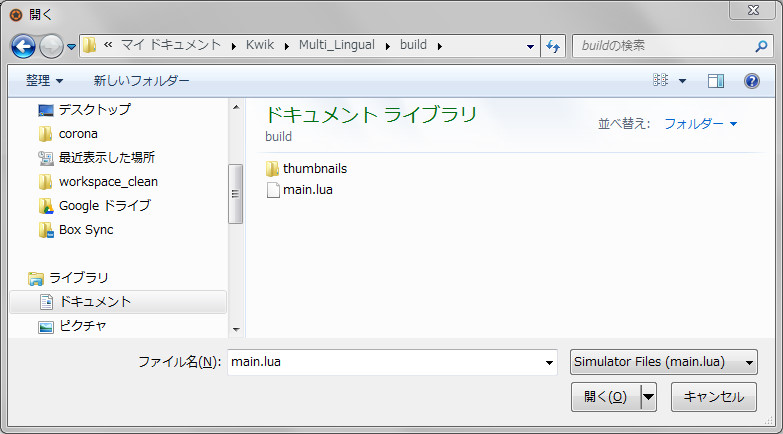 開く
« マイ ドキュメント ▸ Kwik ▸ Multi_Lingual ▸ build ▸
buildの検索
整理 新しいフォルダー
デスクトップ
corona
最近表示した場所
workspace_clean
Google ドライブ
Box Sync
ライブラリ
ドキュメント
ピクチャ
ドキュメント ライブラリ
build
並べ替え: フォルダー
thumbnails
main.lua
ファイル名(N): main.lua
Simulator Files (main.lua)
開く(O) キャンセル